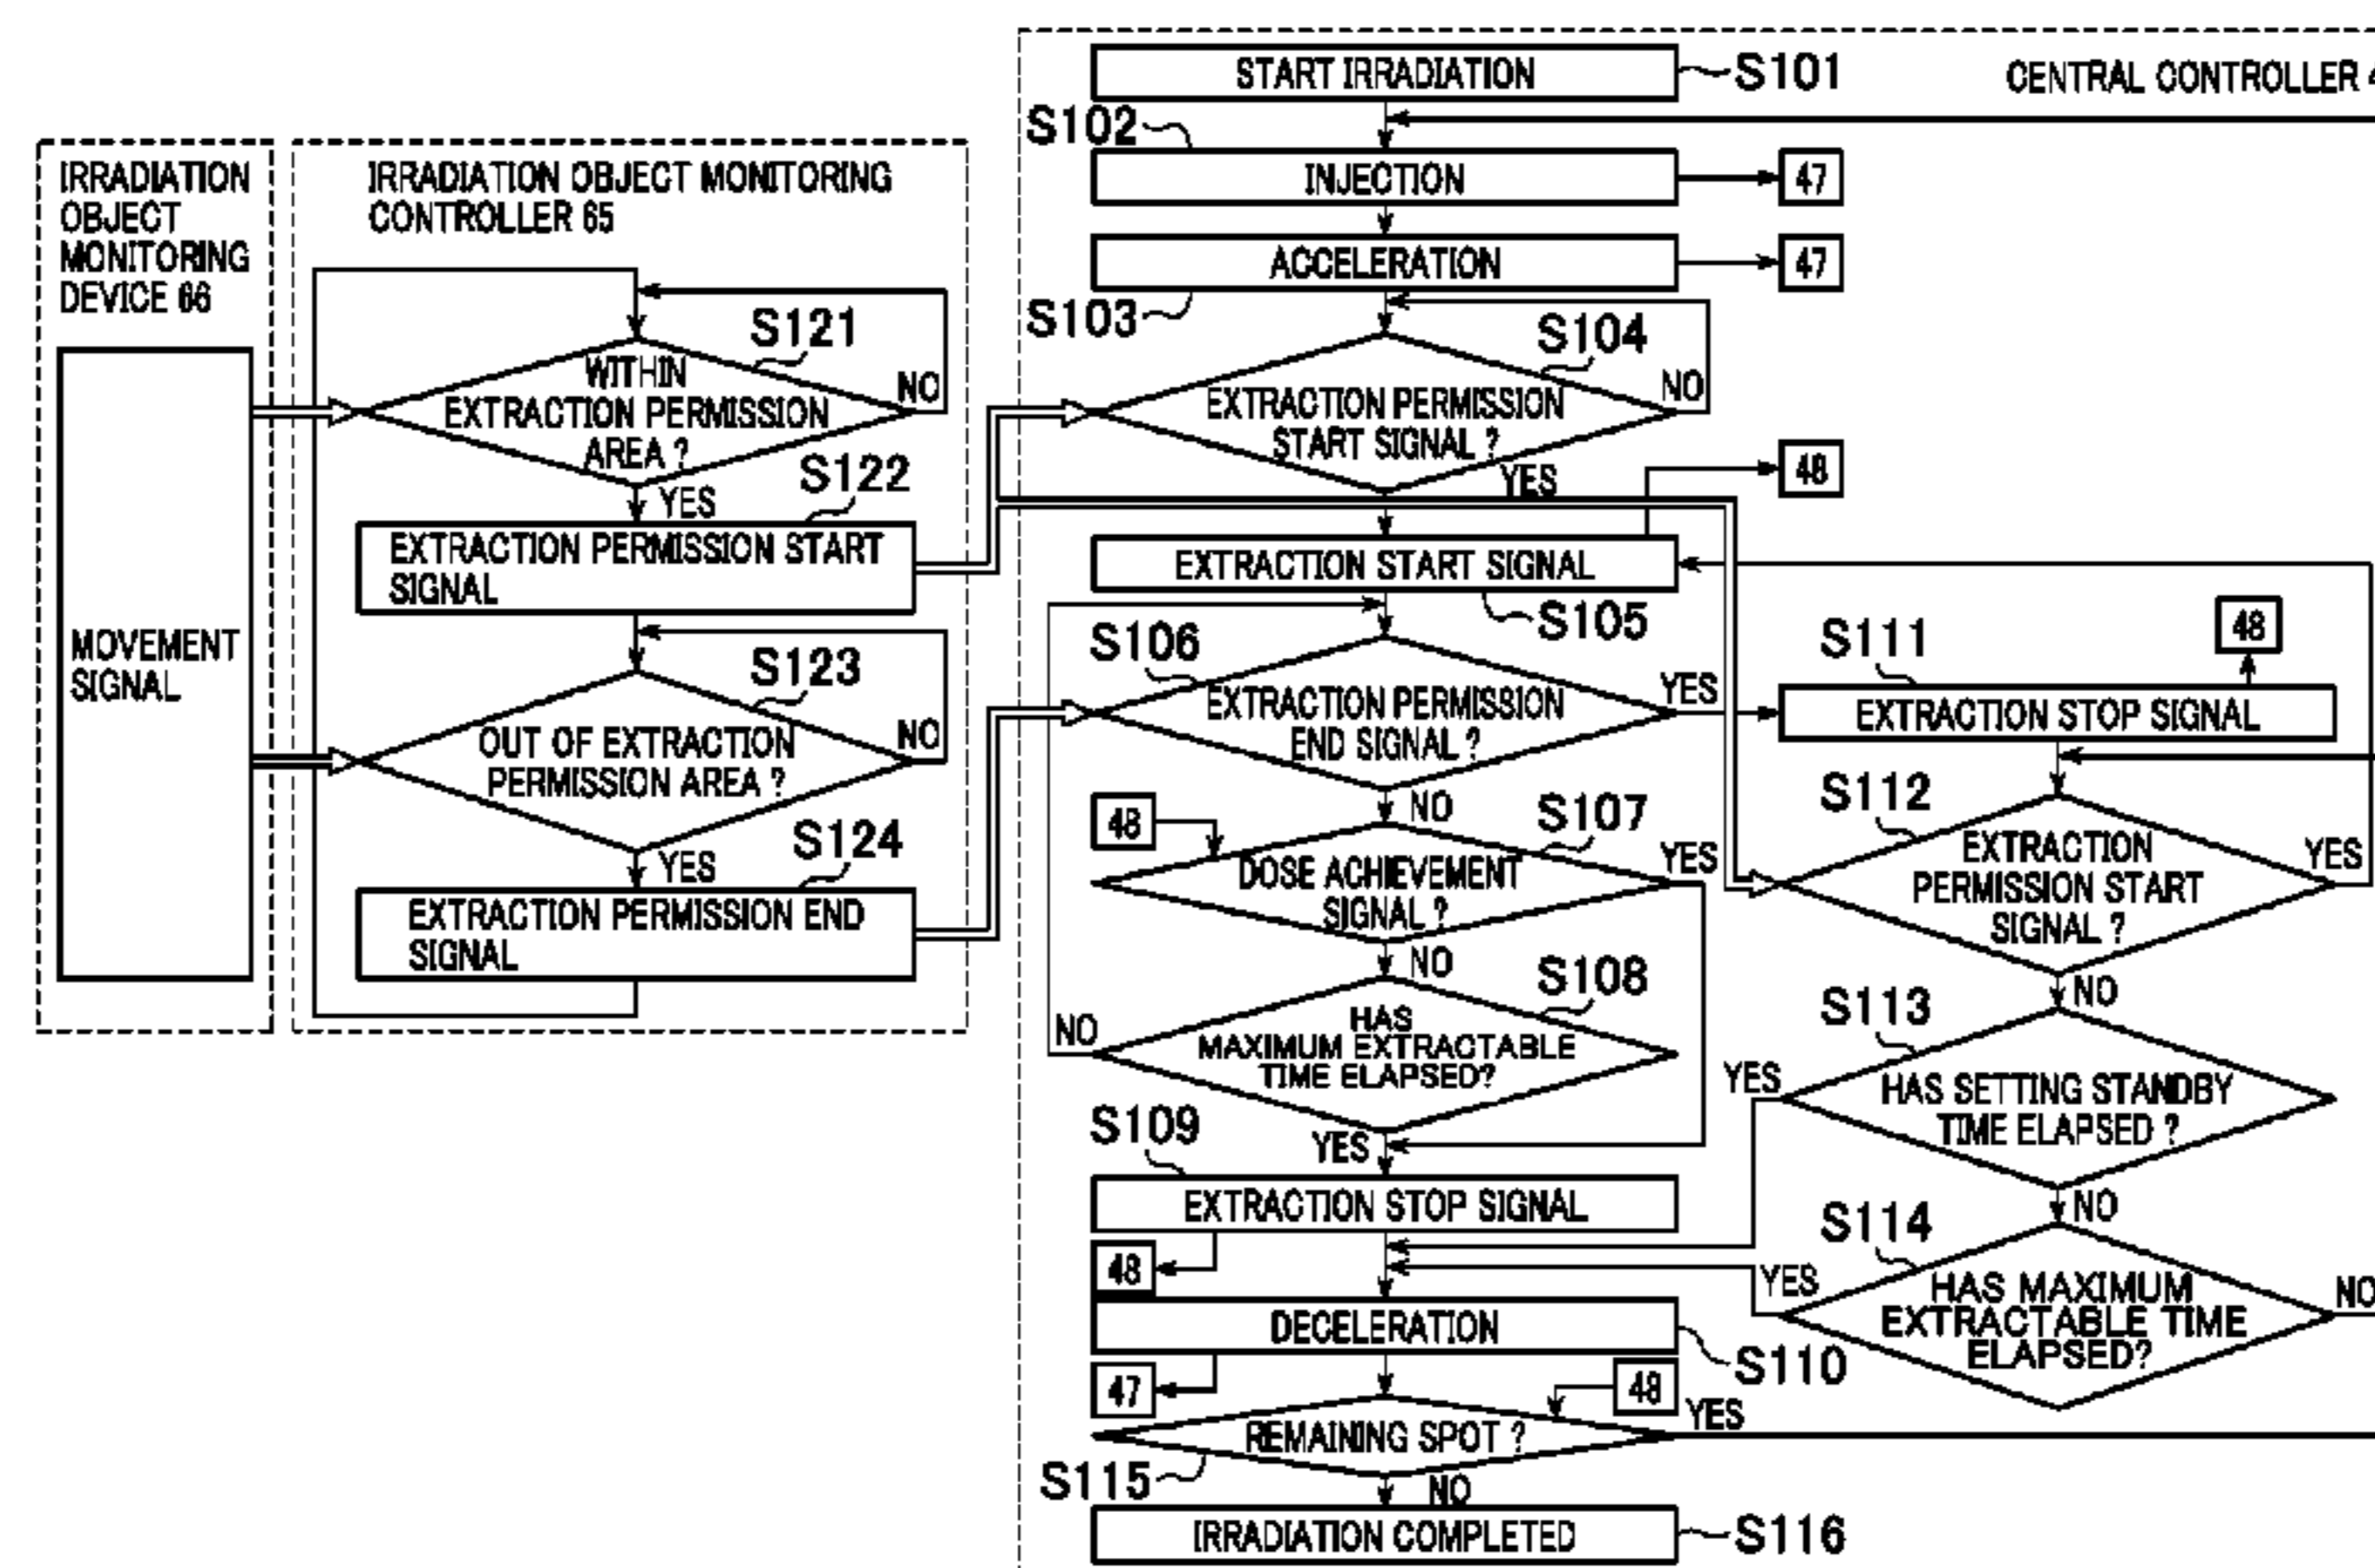 START IRRADIATION
S101
CENTRAL CONTROLLER
S102
INJECTION
47
IRRADIATION
OBJECT
MONITORING
DEVICE 66
IRRADIATION OBJECT MONITORING
CONTROLLER 65
ACCELERATION
47
S103
S121
WITHIN
EXTRACTION PERMISSION
AREA ?
NO
S104
EXTRACTION PERMISSION
START SIGNAL ?
NO
YES
S122
YES
48
EXTRACTION PERMISSION START
SIGNAL
EXTRACTION START SIGNAL
S105
MOVEMENT
SIGNAL
S123
OUT OF EXTRACTION
PERMISSION AREA ?
NO
S106
EXTRACTION PERMISSION
END SIGNAL ?
YES
NO
S111
48
EXTRACTION STOP SIGNAL
S124
YES
EXTRACTION PERMISSION END
SIGNAL
48
S107
DOSE ACHIEVEMENT
SIGNAL ?
YES
NO
S112
EXTRACTION
PERMISSION START
SIGNAL ?
YES
NO
S108
HAS
MAXIMUM EXTRACTABLE
TIME ELAPSED?
NO
YES
S113
HAS SETTING STANDBY
TIME ELAPSED ?
YES
NO
S109
EXTRACTION STOP SIGNAL
48
S114
HAS MAXIMUM
EXTRACTABLE TIME
ELAPSED?
YES
NO
DECELERATION
S110
47
48
REMAINING SPOT ?
YES
S115
NO
IRRADIATION COMPLETED
S116